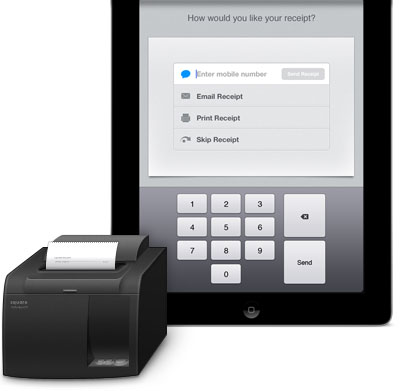 How would you like your receipt?
Enter mobile number
Send Receipt
Email Receipt
Print Receipt
Skip Receipt
1 2 3
4 5 6
7 8 9
Send
0
square